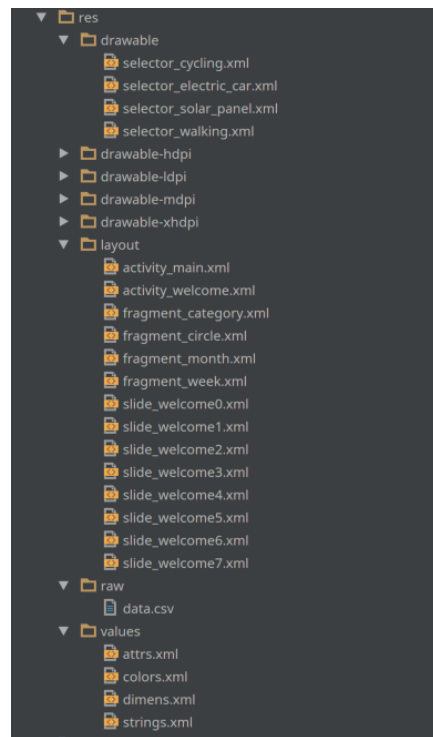 res
drawable
selector_cycling.xml
selector_electric_car.xml
selector_solar_panel.xml
selector_walking.xml
drawable-hdpi
drawable-ldpi
drawable-mdpi
drawable-xhdpi
layout
activity_main.xml
activity_welcome.xml
fragment_category.xml
fragment_circle.xml
fragment_month.xml
fragment_week.xml
slide_welcome0.xml
slide_welcome1.xml
slide_welcome2.xml
slide_welcome3.xml
slide_welcome4.xml
slide_welcome5.xml
slide_welcome6.xml
slide_welcome7.xml
raw
data.csv
values
attrs.xml
colors.xml
dimens.xml
strings.xml